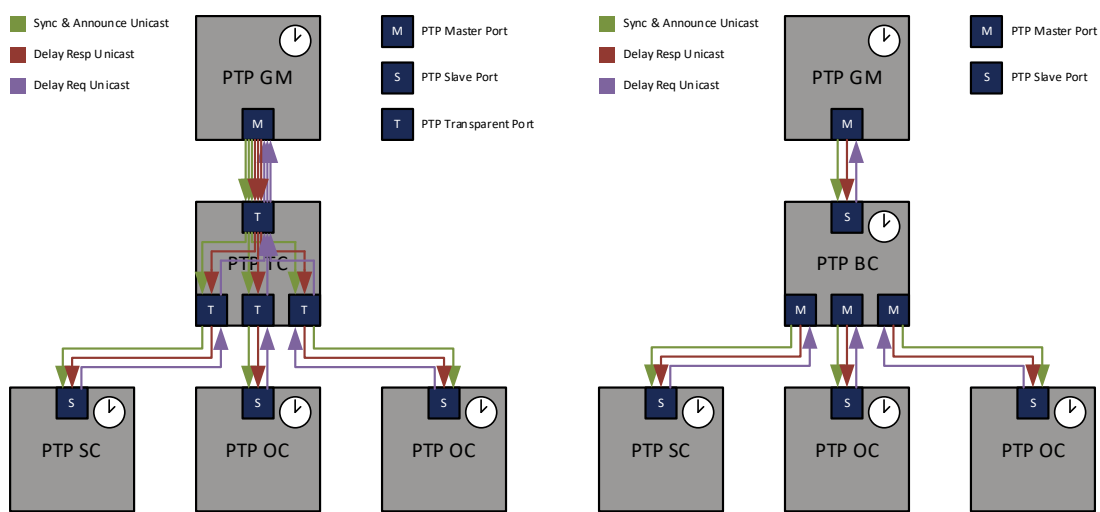 Sync & Announce Unicast
Delay Resp Unicast
Delay Req Unicast
M PTP Master Port
S PTP Slave Port
T PTP Transparent Port
PTP GM
M
T
PTP TC
T T T
S S S
PTP SC PTP OC PTP OC
Sync & Announce Unicast
Delay Resp Unicast
Delay Req Unicast
M PTP Master Port
S PTP Slave Port
PTP GM
M
S
PTP BC
M M M
S S S
PTP SC PTP OC PTP OC